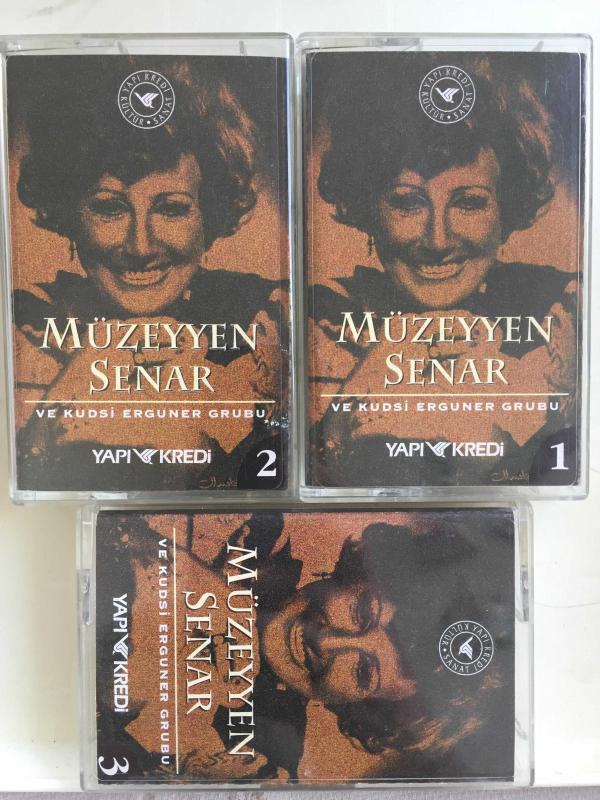 YAPI KREDİ
KÜLTÜR • SANAT
MÜZEYYEN
SENAR
VE KUDSİ ERGUNER GRUBU
YAPI KREDİ
2
YAPI KREDİ
KÜLTÜR • SANAT
MÜZEYYEN
SENAR
VE KUDSİ ERGUNER GRUBU
YAPI KREDİ
1
YAPI KREDİ
KÜLTÜR • SANAT
MÜZEYYEN
SENAR
VE KUDSİ ERGUNER GRUBU
YAPI KREDİ
3